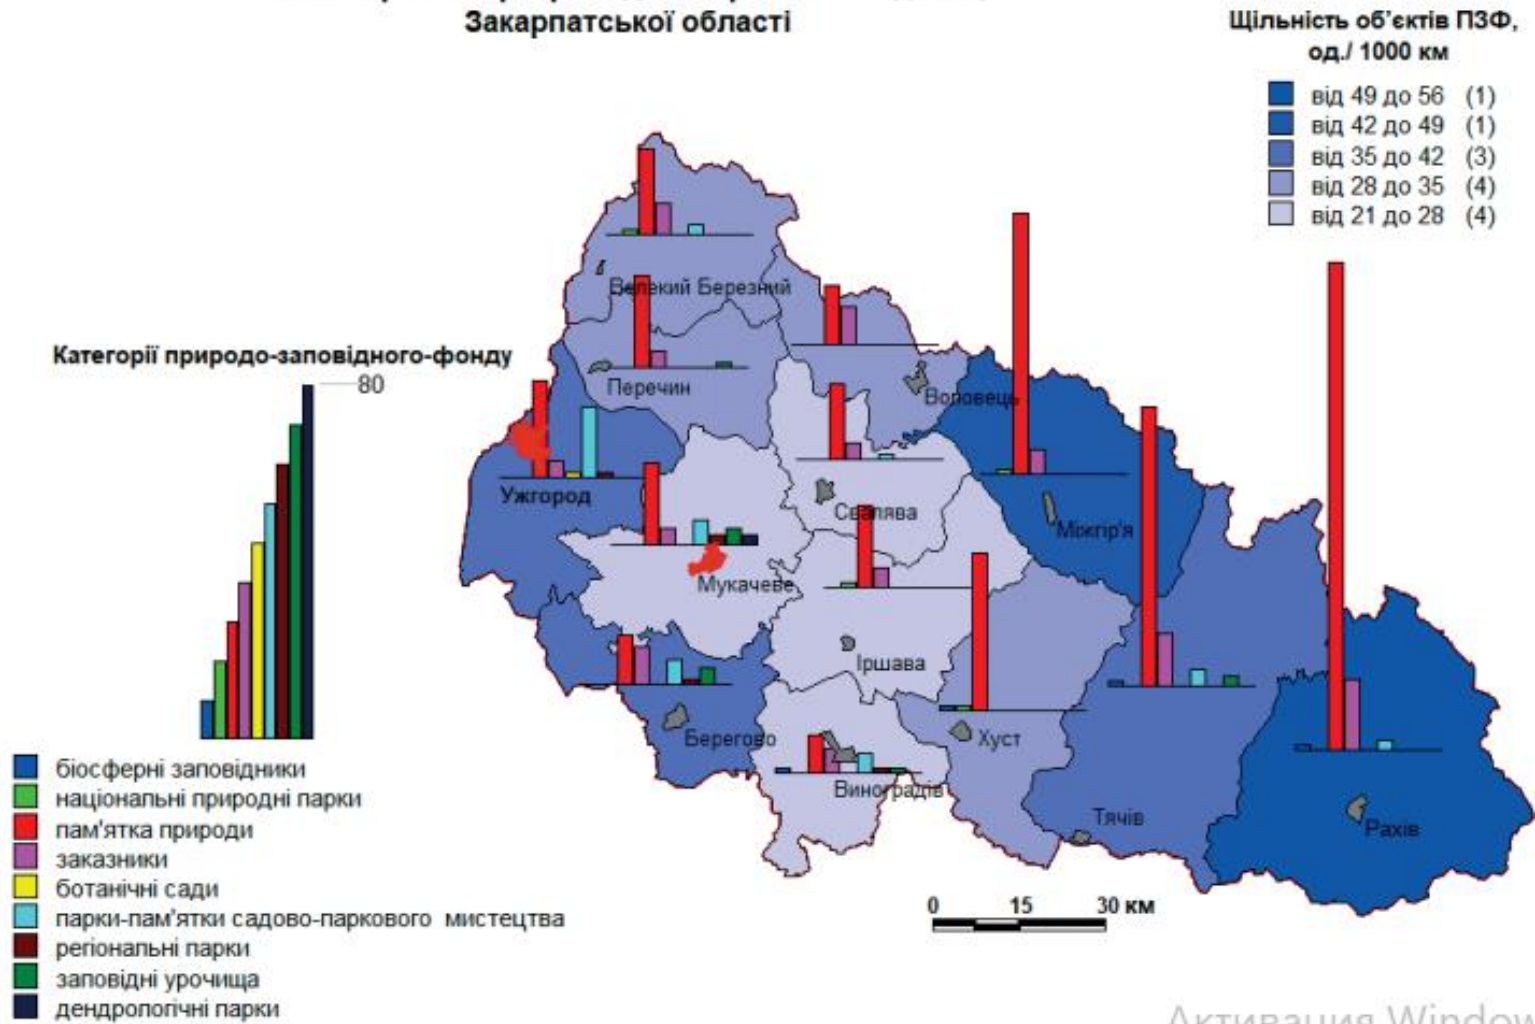 Закарпатської області
Щільність об'єктів ПЗФ,
од./ 1000 км
від 49 до 56 (1)
від 42 до 49 (1)
від 35 до 42 (3)
від 28 до 35 (4)
від 21 до 28 (4)
Великий Березний
Категорії природо-заповідного-фонду
80
Перечин
Воловець
Ужгород
Свалява
Міжгір'я
Мукачеве
Іршава
Берегово
Хуст
Виноградів
Тячів
Рахів
біосферні заповідники
національні природні парки
пам'ятка природи
заказники
ботанічні сади
парки-пам'ятки садово-паркового мистецтва
регіональні парки
заповідні урочища
дендрологічні парки
0 15 30 км
Активация Window